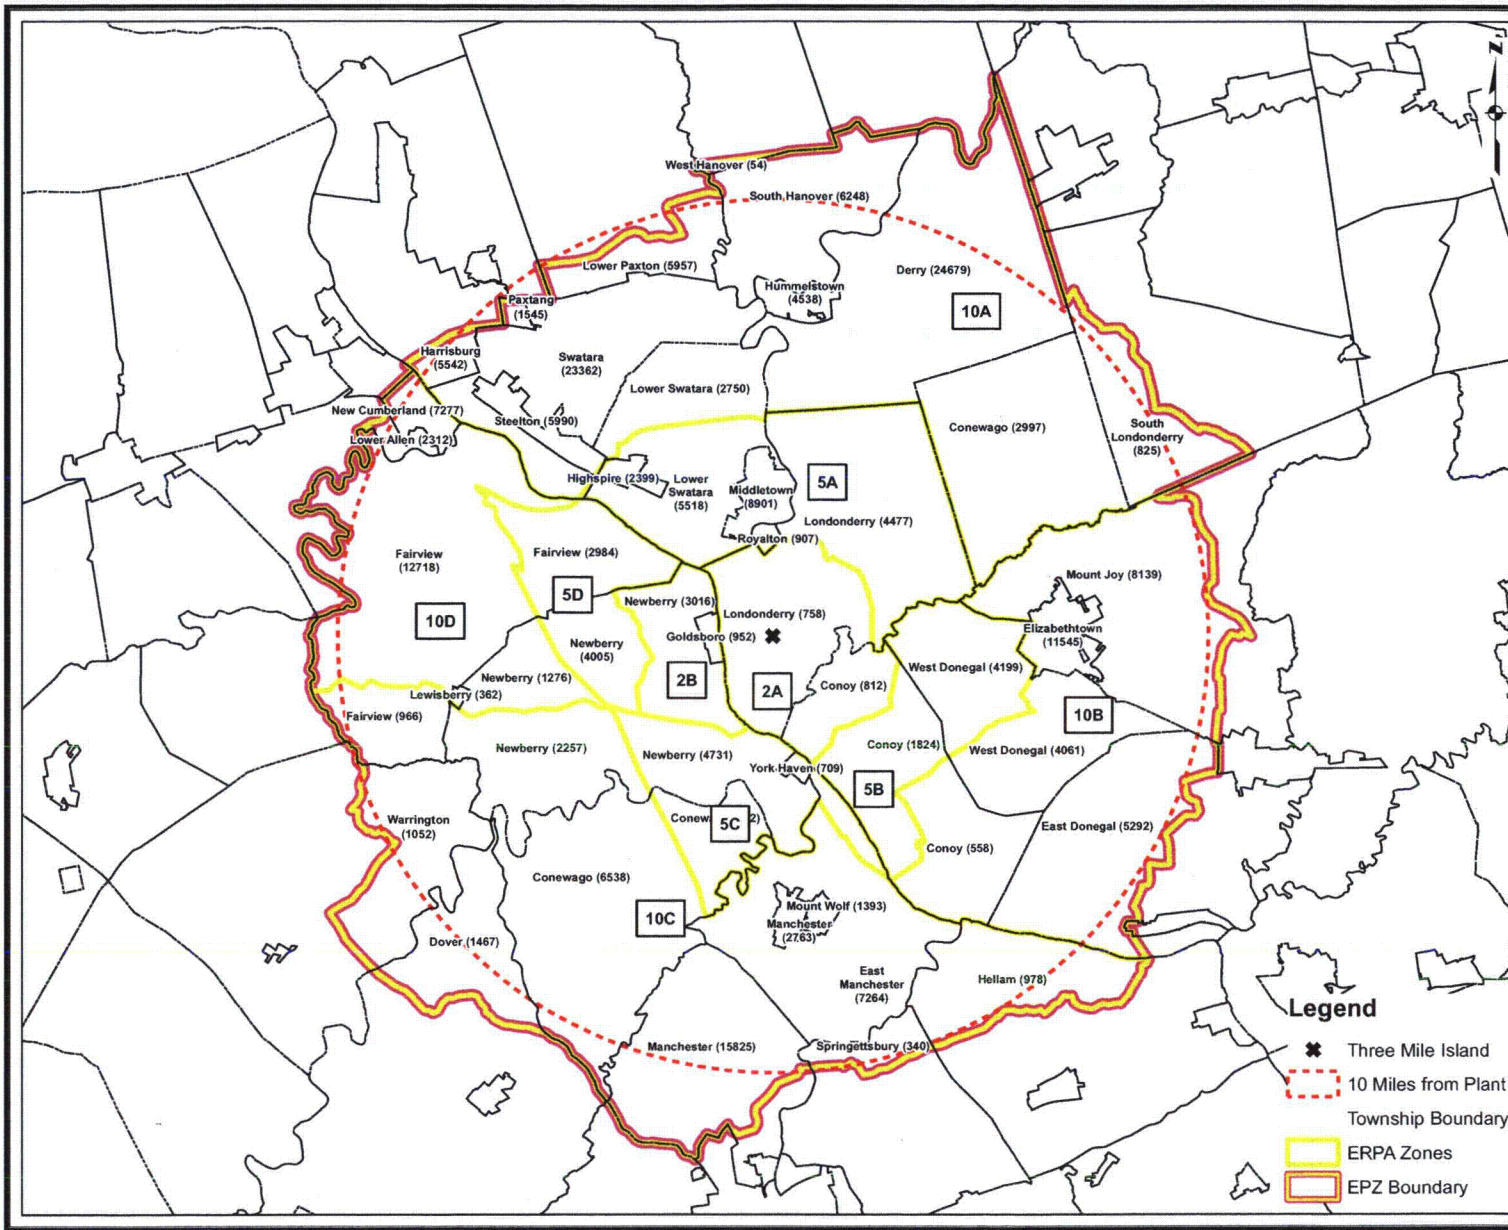 N
West Hanover (54)
South Hanover (6248)
Lower Paxton (5957)
Derry (24679)
Hummelstown
(4538)
Paxtang
(1545)
10A
Harrisburg
(5542)
Swatara
(23362)
Lower Swatara (2750)
New Cumberland (7277)
Steelton (5990)
Lower Allen (2312)
Conewago (2997)
South
Londonderry
(825)
Highspire (2399)
Lower
Swatara
(5518)
Middletown
(8901)
5A
Londonderry (4477)
Royalton (907)
Fairview
(12718)
Fairview (2984)
Mount Joy (8139)
5D
Newberry (3016)
Londonderry (758)
10D
Goldsboro (952)
Elizabethtown
(11545)
Newberry
(4005)
West Donegal (4199)
Newberry (1276)
2B
2A
Conoy (812)
Lewisberry (362)
Fairview (966)
10B
Newberry (2257)
Newberry (4731)
Conoy (1824)
West Donegal (4061)
York Haven (709)
5B
Warrington
(1052)
5C
East Donegal (5292)
Conoy (558)
Conewago (6538)
10C
Mount Wolf (1393)
Manchester
(2763)
Dover (1467)
East
Manchester
(7264)
Hellam (978)
Manchester (15825)
Springettsbury (340)
Legend
Three Mile Island
10 Miles from Plant
Township Boundary
ERPA Zones
EPZ Boundary